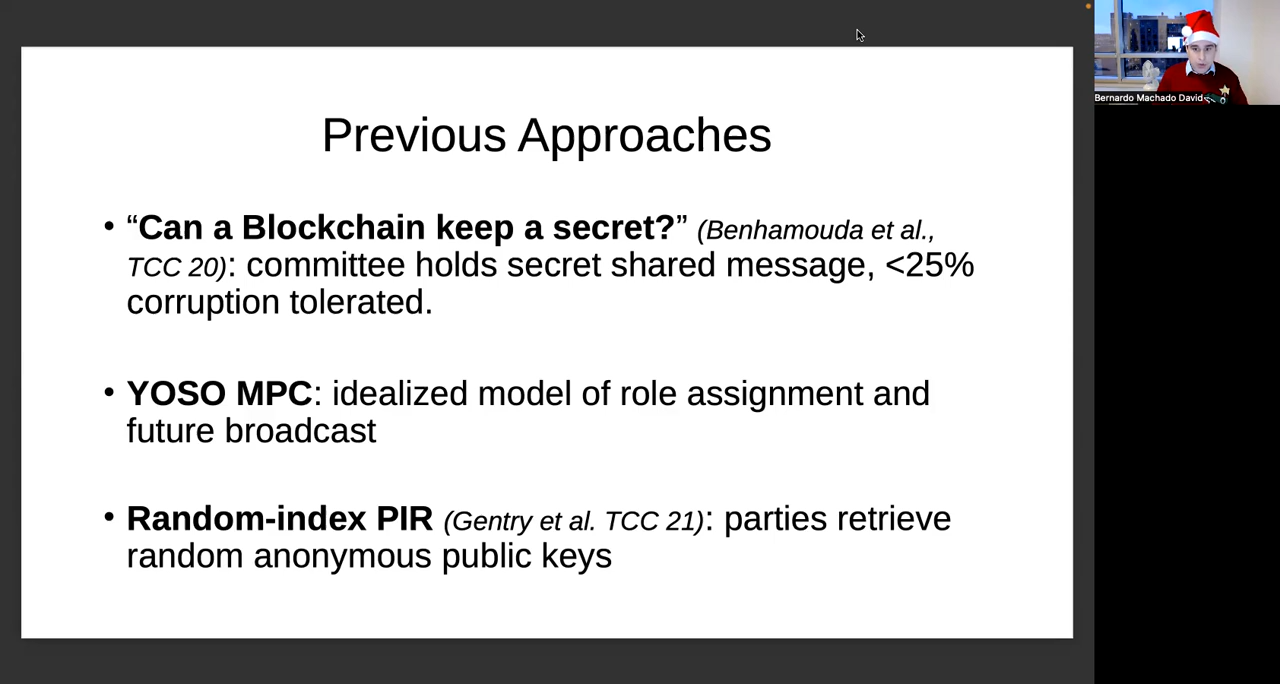 Previous Approaches
• “Can a Blockchain keep a secret?” (Benhamouda et al.,
TCC 20): committee holds secret shared message, <25%
corruption tolerated.
• YOSO MPC: idealized model of role assignment and
future broadcast
• Random-index PIR (Gentry et al. TCC 21): parties retrieve
random anonymous public keys
Bernardo Machado David